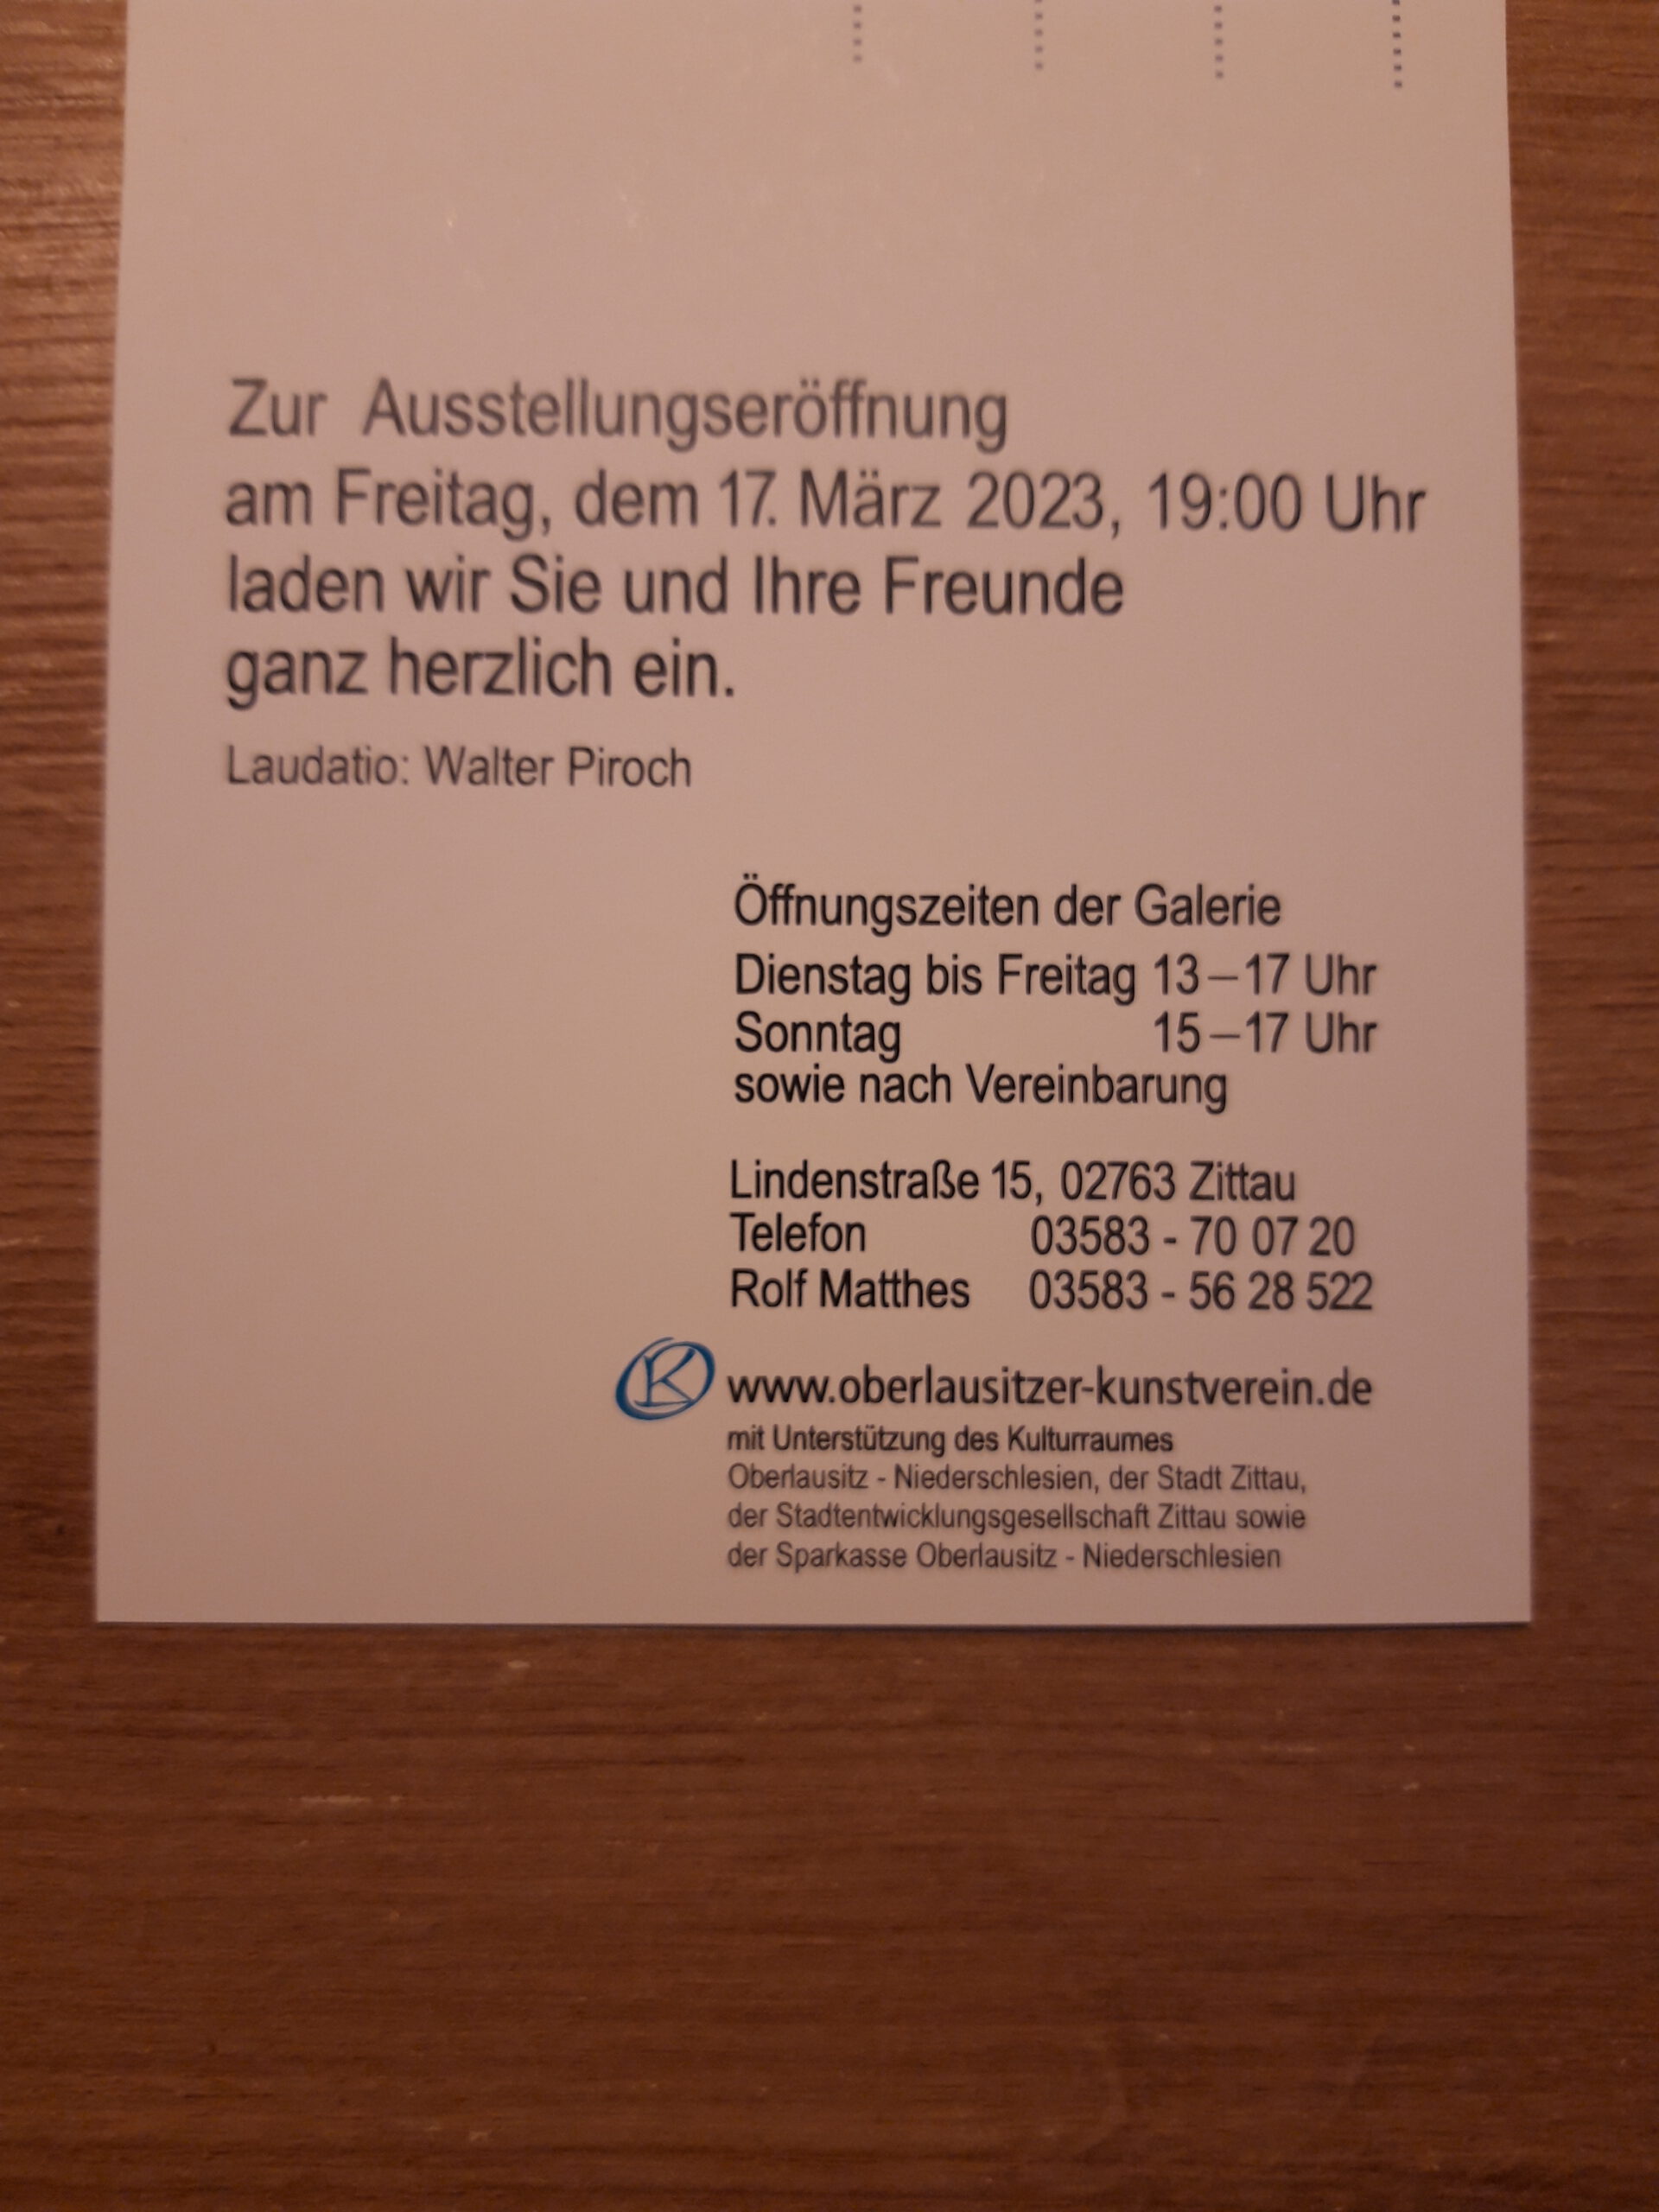 Zur Ausstellungseröffnung
am Freitag, dem 17. März 2023, 19:00 Uhr
laden wir Sie und Ihre Freunde
ganz herzlich ein.
Laudatio: Walter Piroch
Öffnungszeiten der Galerie
Dienstag bis Freitag 13–17 Uhr
Sonntag 15–17 Uhr
sowie nach Vereinbarung
Lindenstraße 15, 02763 Zittau
Telefon 03583 - 70 07 20
Rolf Matthes 03583 - 56 28 522
K www.oberlausitzer-kunstverein.de
mit Unterstützung des Kulturraumes
Oberlausitz - Niederschlesien, der Stadt Zittau,
der Stadtentwicklungsgesellschaft Zittau sowie
der Sparkasse Oberlausitz - Niederschlesien